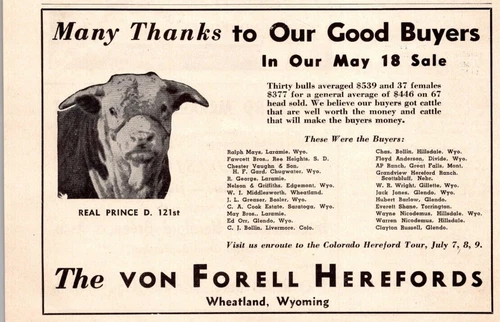 Many Thanks to Our Good Buyers
In Our May 18 Sale
Thirty bulls averaged $539 and 37 females
$377 for a general average of $446 on 67
head sold. We believe our buyers got cattle
that are well worth the money and cattle
that will make the buyers money.
These Were the Buyers:
Ralph Maye, Laramie, Wyo.
Fawcett Bros., Ree Heights, S. D.
Chester Vaughn & Son,
H. F. Gard, Chugwater, Wyo.
R. George, Laramie.
Nelson & Griffiths, Edgemont, Wyo.
W. I. Middlesworth, Wheatland.
J. L. Greaser, Bosler, Wyo.
C. A. Cook Estate, Saratoga, Wyo.
May Bros., Laramie.
Ed Orr, Glendo, Wyo.
C. J. Bollin, Livermore, Colo.
Chas. Bollin, Hillsdale, Wyo.
Floyd Anderson, Divide, Wyo.
AP Ranch, Great Falls, Mont.
Grandview Hereford Ranch,
Scottsbluff, Nebr.
W. R. Wright, Gillette, Wyo.
Jack Jones, Glendo, Wyo.
Hubert Barlow, Glendo.
Everett Shane, Torrington.
Wayne Nicodemus, Hillsdale, Wyo.
Warren Nicodemus, Hillsdale.
Clayton Russell, Glendo.
REAL PRINCE D. 121st
Visit us enroute to the Colorado Hereford Tour, July 7, 8, 9.
The VON FORELL HEREFORDS
Wheatland, Wyoming